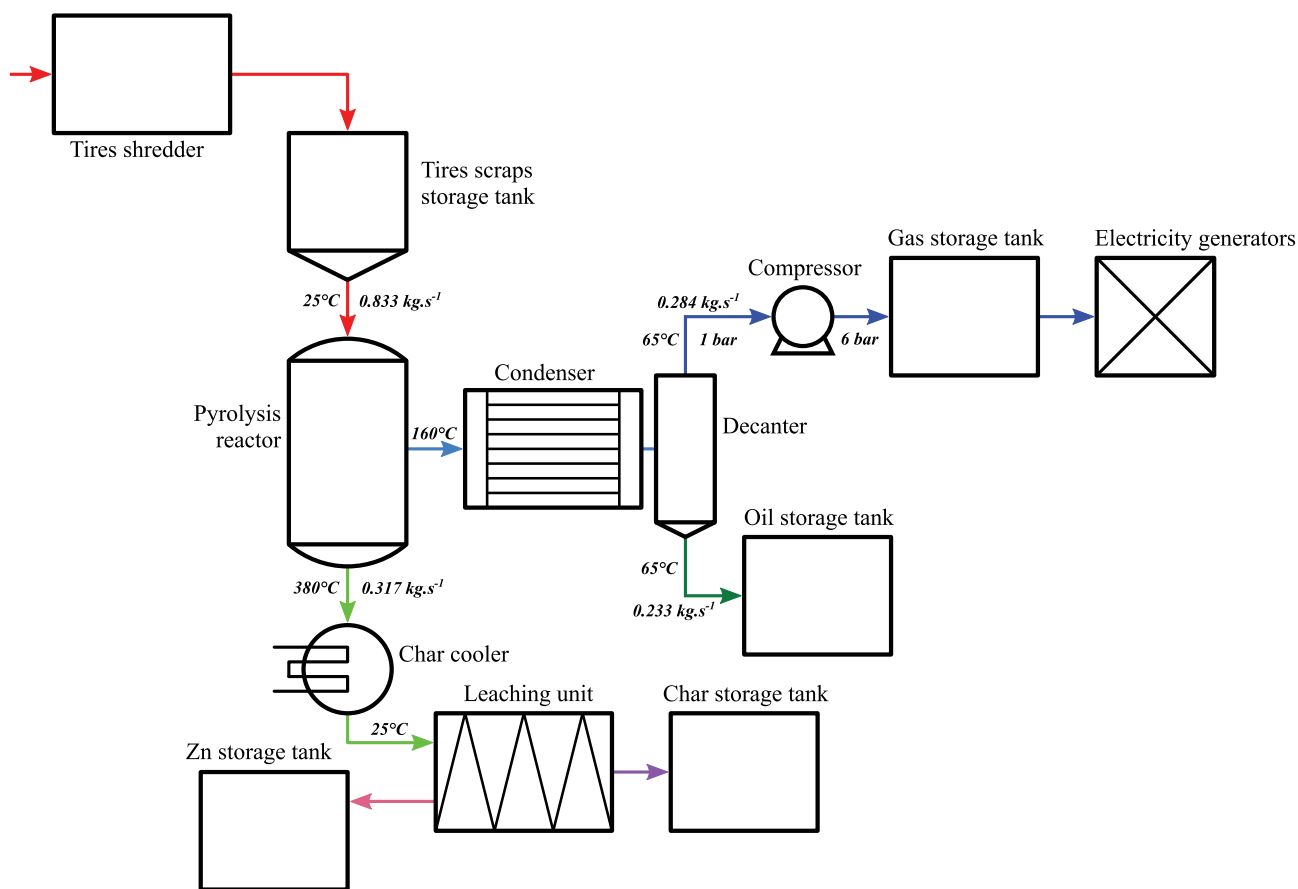 Tires shredder
Tires scraps
storage tank
25°C
0.833 kg.s⁻¹
Pyrolysis
reactor
160°C
Condenser
Decanter
0.284 kg.s⁻¹
65°C
1 bar
Compressor
6 bar
Gas storage tank
Electricity generators
65°C
0.233 kg.s⁻¹
Oil storage tank
380°C
0.317 kg.s⁻¹
Char cooler
25°C
Leaching unit
Char storage tank
Zn storage tank